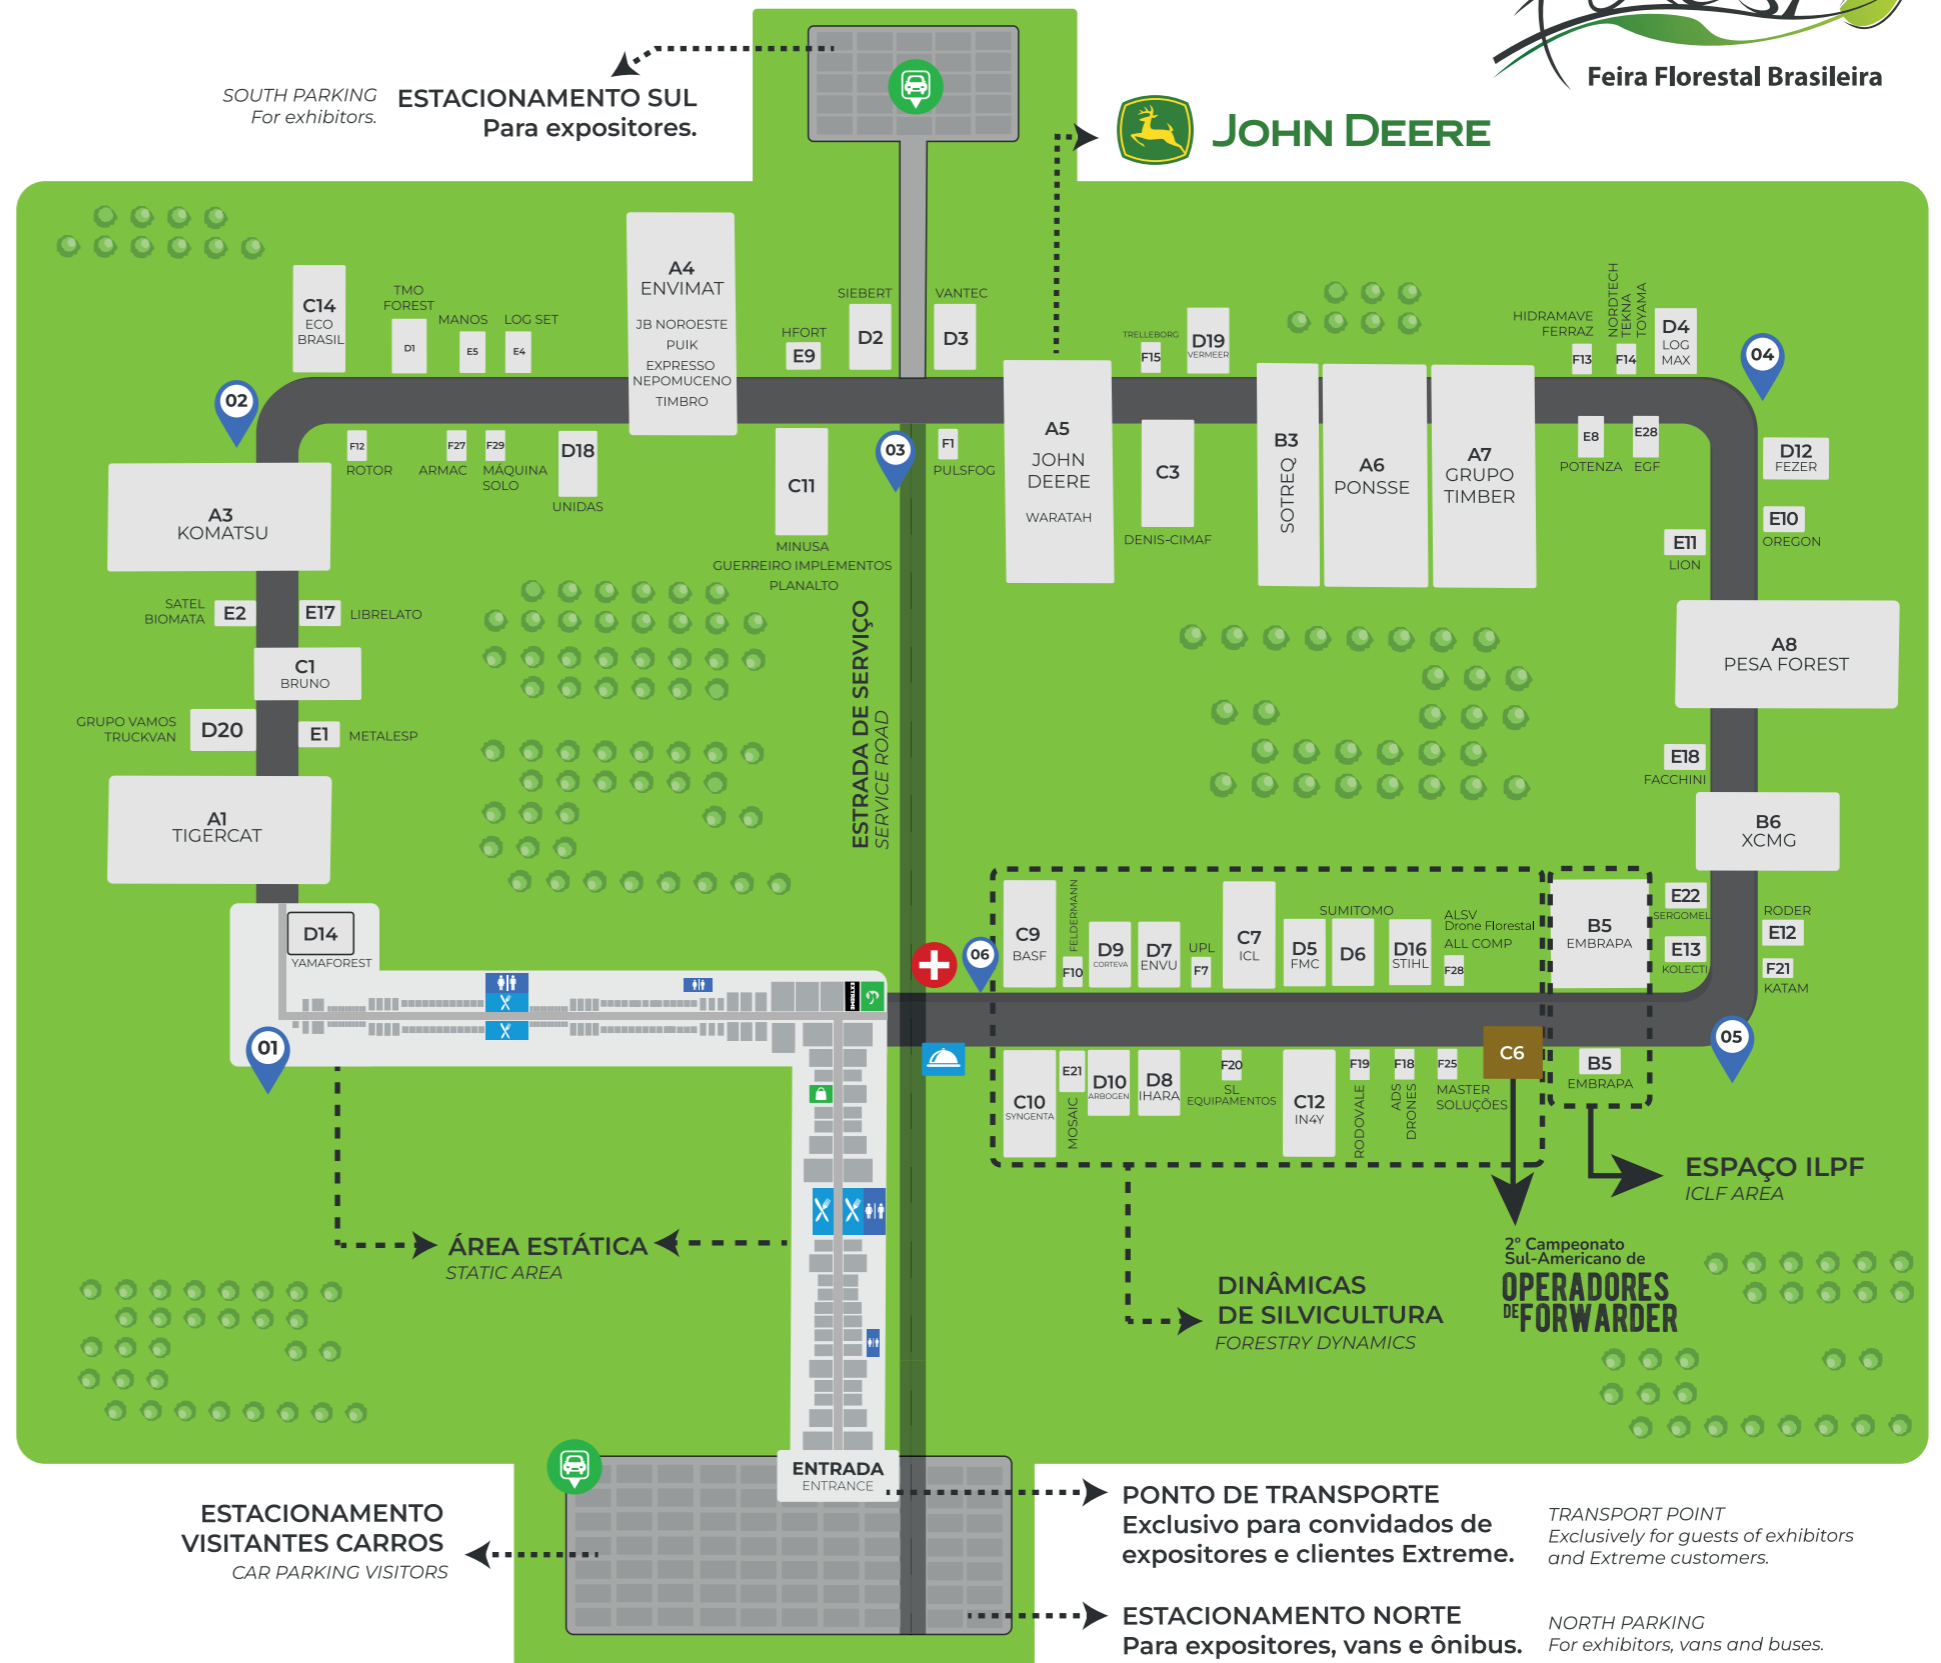 Feira Florestal Brasileira
SOUTH PARKING
For exhibitors.
ESTACIONAMENTO SUL
Para expositores.
JOHN DEERE
C14
ECO
BRASIL
TMO
FOREST
D1
MANOS
E5
LOG SET
E4
A4
ENVIMAT
JB NOROESTE
PUIK
EXPRESSO
NEPOMUCENO
TIMBRO
HFORT
E9
SIEBERT
D2
VANTEC
D3
TRELLEBORG
F15
D19
VERMEER
HIDRAMAVE
FERRAZ
F13
NORDTECH
TEKNA
TOYAMA
F14
D4
LOG
MAX
04
02
F12
ROTOR
F27
ARMAC
F29
MÁQUINA
SOLO
D18
UNIDAS
C11
MINUSA
GUERREIRO IMPLEMENTOS
PLANALTO
03
F1
PULSFOG
A5
JOHN
DEERE
WARATAH
C3
DENIS-CIMAF
B3
SOTREQ
A6
PONSSE
A7
GRUPO
TIMBER
E8
POTENZA
E28
EGF
D12
FEZER
E10
OREGON
E11
LION
A3
KOMATSU
SATEL
BIOMATA
E2
E17
LIBRELATO
C1
BRUNO
GRUPO VAMOS
TRUCKVAN
D20
E1
METALESP
A1
TIGERCAT
ESTRADA DE SERVIÇO
SERVICE ROAD
A8
PESA FOREST
E18
FACCHINI
B6
XCMG
D14
YAMAFOREST
EXTREME
01
06
C9
BASF
FELDERMANN
F10
D9
CORTEVA
D7
ENVU
UPL
F7
C7
ICL
SUMITOMO
D5
FMC
D6
D16
STIHL
ALSV
Drone Florestal
ALL COMP
F28
B5
EMBRAPA
E22
SERGOMEL
E13
KOLECTI
RODER
E12
F21
KATAM
05
C10
SYNGENTA
E21
MOSAIC
D10
ARBOGEN
D8
IHARA
F20
SL
EQUIPAMENTOS
C12
IN4Y
F19
RODOVALE
F18
ADS
DRONES
F25
MASTER
SOLUÇÕES
C6
B5
EMBRAPA
ESPAÇO ILPF
ICLF AREA
ÁREA ESTÁTICA
STATIC AREA
DINÂMICAS
DE SILVICULTURA
FORESTRY DYNAMICS
2º Campeonato
Sul-Americano de
OPERADORES
DE FORWARDER
ENTRADA
ENTRANCE
ESTACIONAMENTO
VISITANTES CARROS
CAR PARKING VISITORS
PONTO DE TRANSPORTE
Exclusivo para convidados de
expositores e clientes Extreme.
TRANSPORT POINT
Exclusively for guests of exhibitors
and Extreme customers.
ESTACIONAMENTO NORTE
Para expositores, vans e ônibus.
NORTH PARKING
For exhibitors, vans and buses.